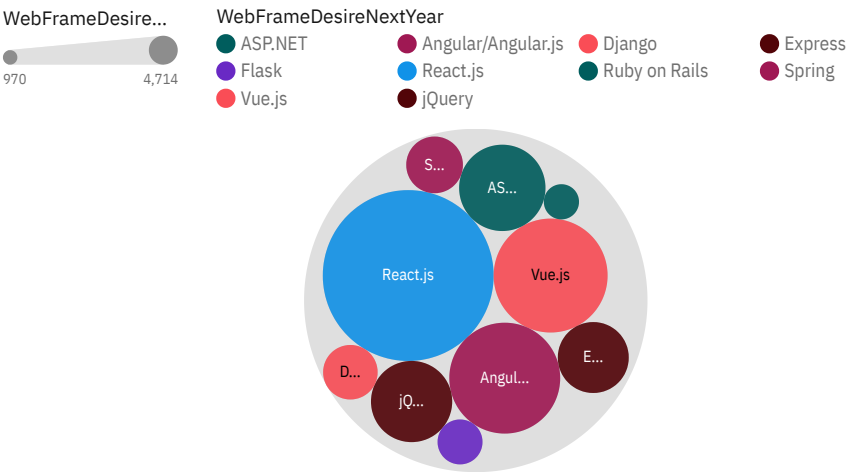 WebFrameDesire...
970 4,714
WebFrameDesireNextYear
ASP.NET Angular/Angular.js Django Express
Flask React.js Ruby on Rails Spring
Vue.js jQuery
S...
AS...
React.js
Vue.js
E...
D...
Angul...
jQ...